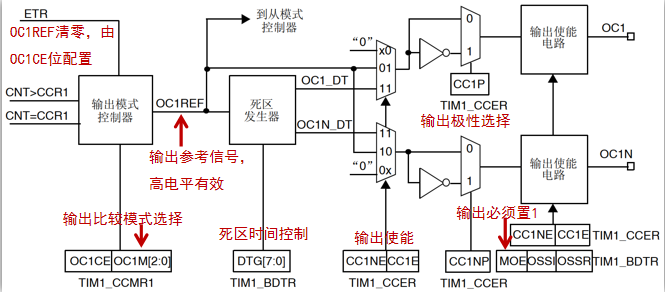 ETR
OC1REF清零，由
OC1CE位配置
到从模式
控制器
CNT>CCR1
CNT=CCR1
输出模式
控制器
OC1REF
输出参考信号，
高电平有效
死区
发生器
OC1_DT
OC1N_DT
“0”
x0
01
11
11
10
0x
“0”
0
1
CC1P
TIM1_CCER
输出极性选择
输出使能
电路
OC1
0
1
输出使能
电路
OC1N
输出比较模式选择
死区时间控制
输出使能
输出必须置1
OC1CE OC1M[2:0]
TIM1_CCMR1
DTG[7:0]
TIM1_BDTR
CC1NE CC1E
TIM1_CCER
CC1NP
TIM1_CCER
CC1NE CC1E TIM1_CCER
MOE OSSI OSSR TIM1_BDTR